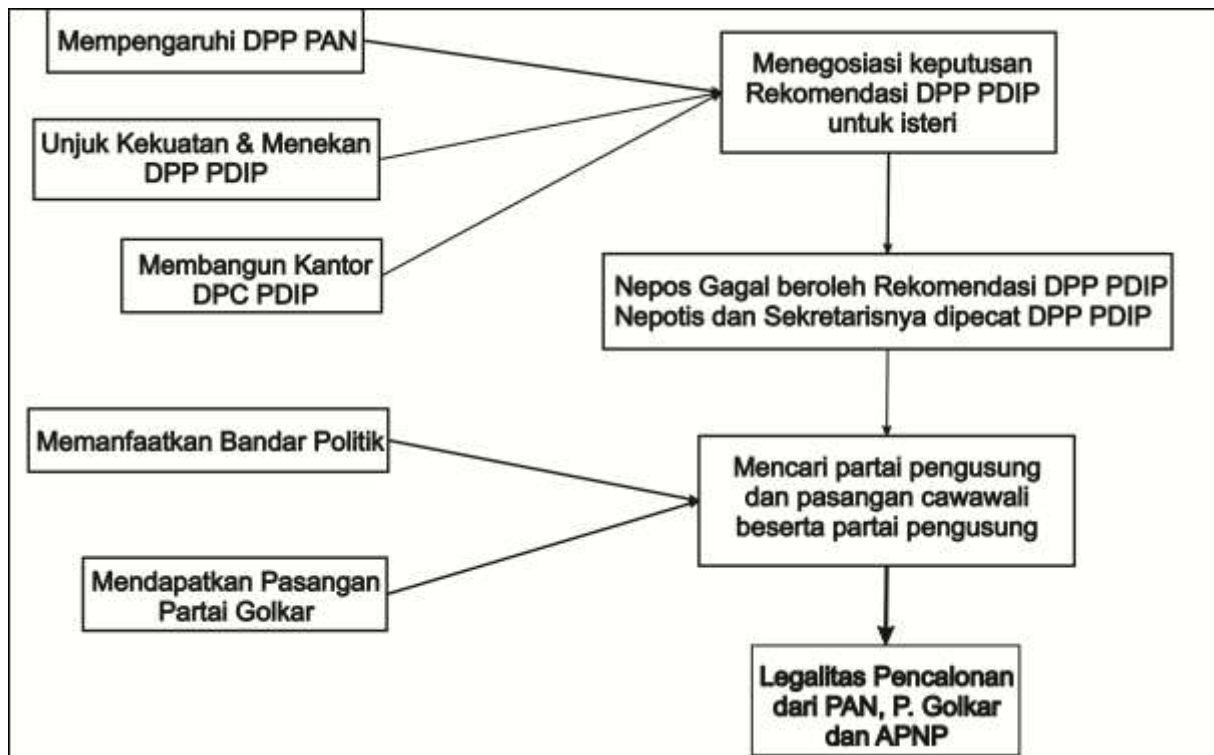 Mempengaruhi DPP PAN
Menegosiasi keputusan
Rekomendasi DPP PDIP
untuk isteri
Unjuk Kekuatan & Menekan
DPP PDIP
Membangun Kantor
DPC PDIP
Nepos Gagal beroleh Rekomendasi DPP PDIP
Nepotis dan Sekretarisnya dipecat DPP PDIP
Memanfaatkan Bandar Politik
Mencari partai pengusung
dan pasangan cawawali
beserta partai pengusung
Mendapatkan Pasangan
Partai Golkar
Legalitas Pencalonan
dari PAN, P. Golkar
dan APNP